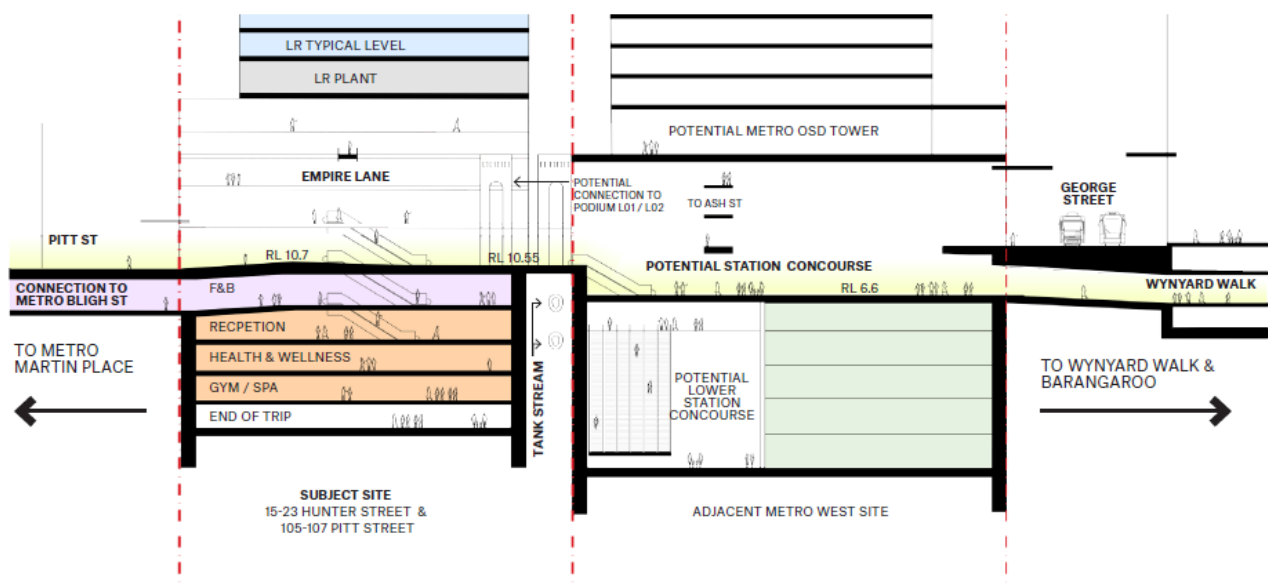 LR TYPICAL LEVEL
LR PLANT
POTENTIAL METRO OSD TOWER
EMPIRE LANE
POTENTIAL
CONNECTION TO
PODIUM L01 / L02
TO ASH ST
GEORGE
STREET
PITT ST
RL 10.7
RL 10.55
POTENTIAL STATION CONCOURSE
CONNECTION TO
METRO BLIGH ST
F&B
RL 6.6
WYNYARD WALK
RECPETION
TO METRO
MARTIN PLACE
HEALTH & WELLNESS
GYM / SPA
END OF TRIP
TANK STREAM
POTENTIAL
LOWER
STATION
CONCOURSE
TO WYNYARD WALK &
BARANGAROO
SUBJECT SITE
15-23 HUNTER STREET &
105-107 PITT STREET
ADJACENT METRO WEST SITE